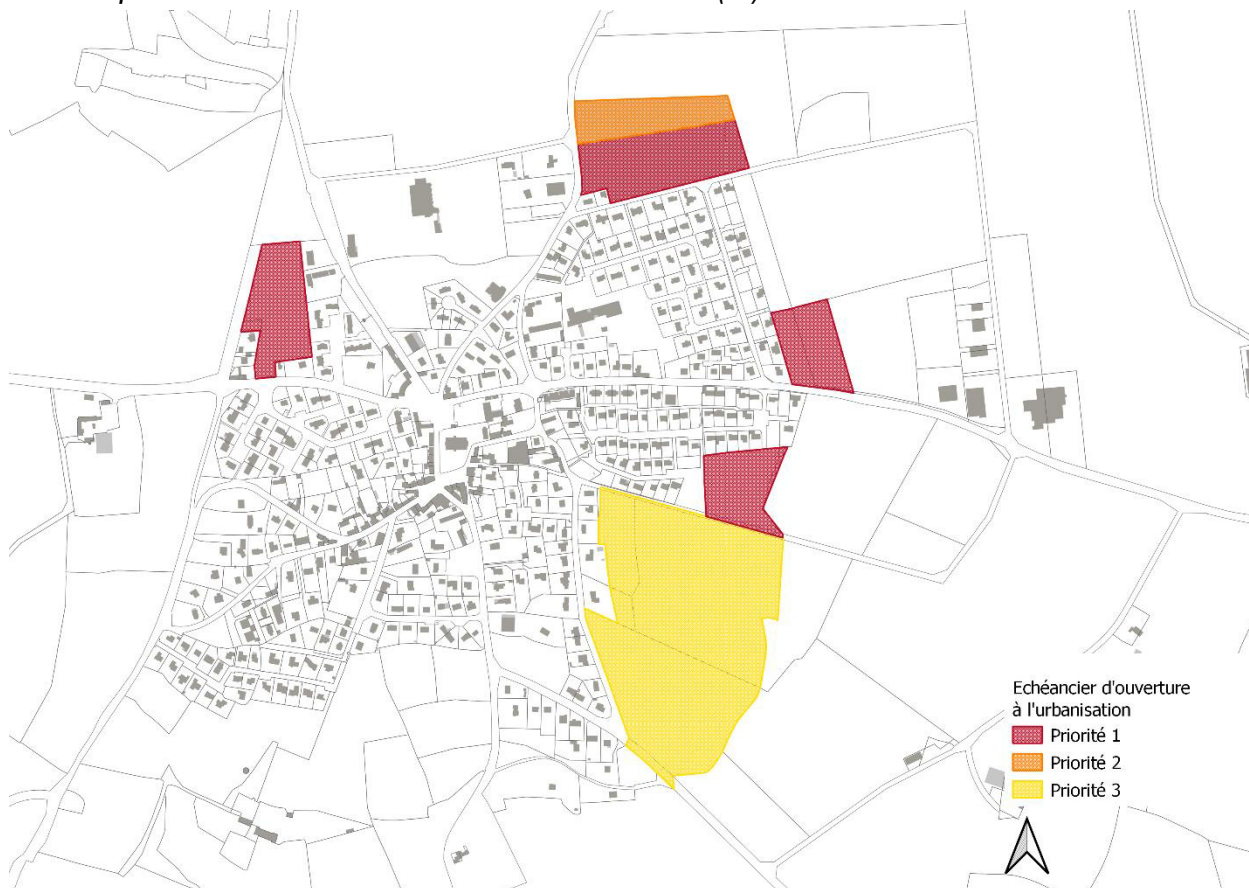 Echéancier d'ouverture
à l'urbanisation
Priorité 1
Priorité 2
Priorité 3